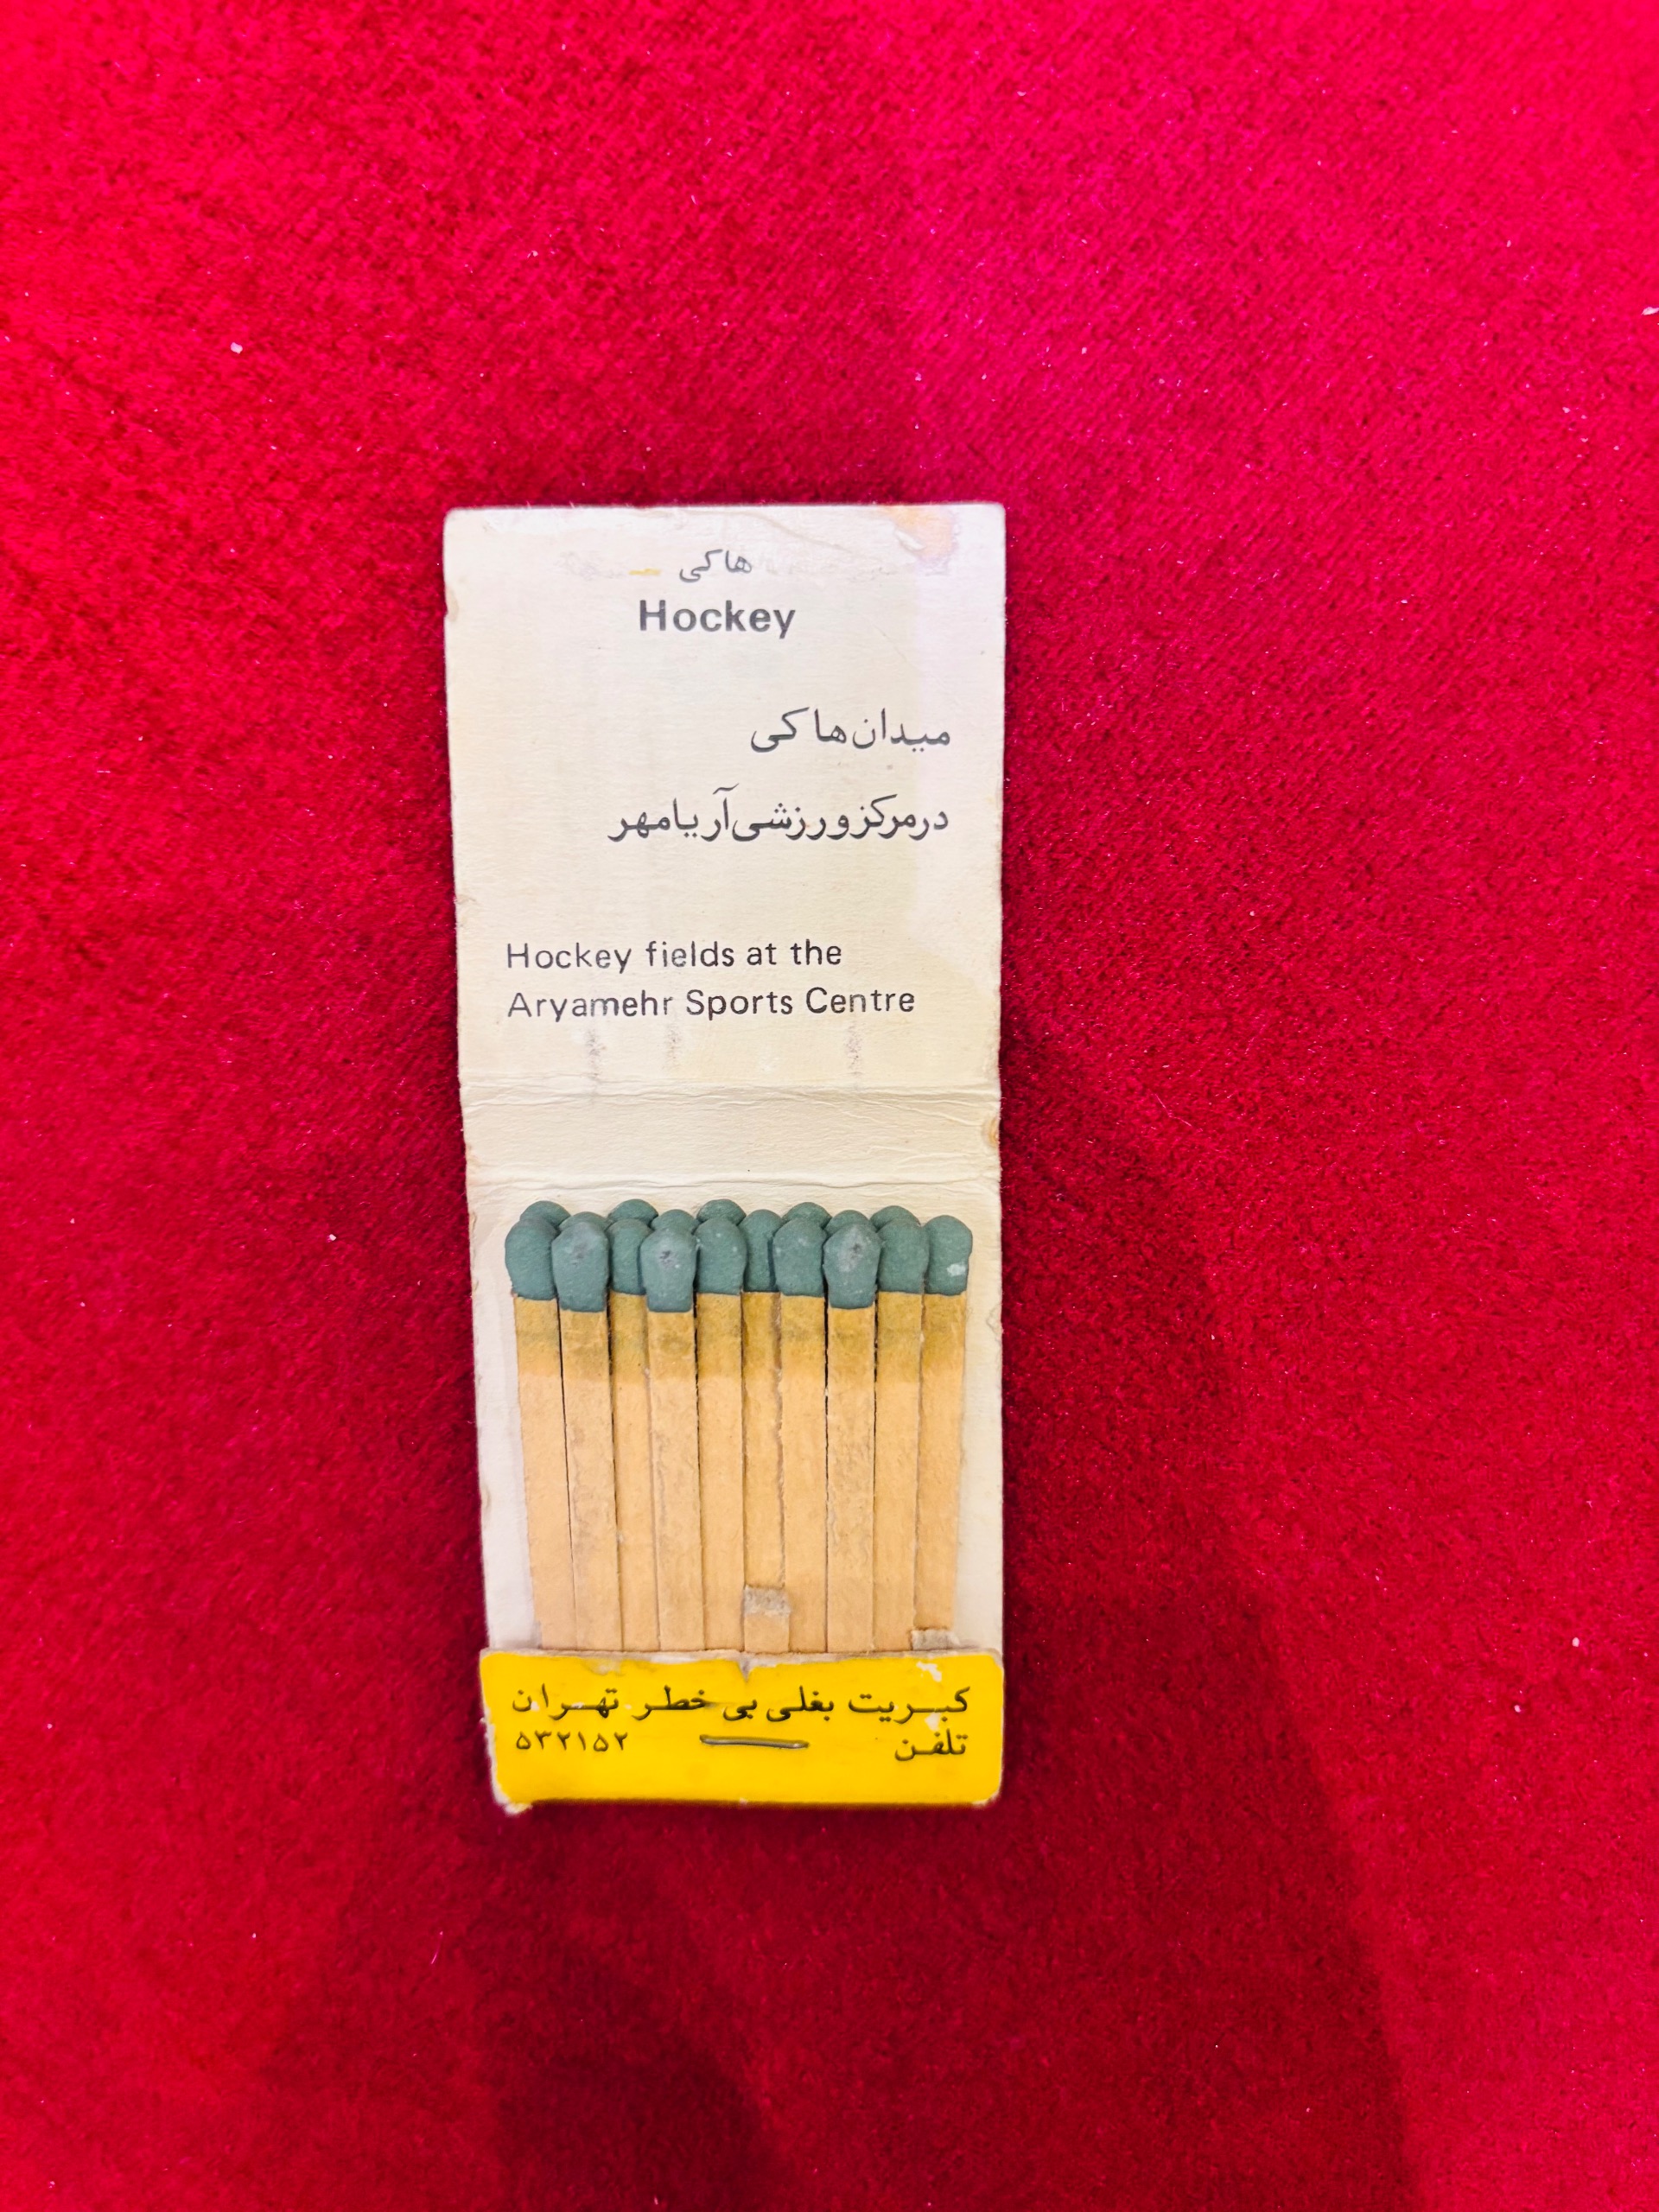 هاکی
Hockey
میدان هاکی
در مرکز ورزشی آریامهر
Hockey fields at the
Aryamehr Sports Centre
کبریت بغلی بی خطر تهران
تلفن ۵۳۲۱۵۲